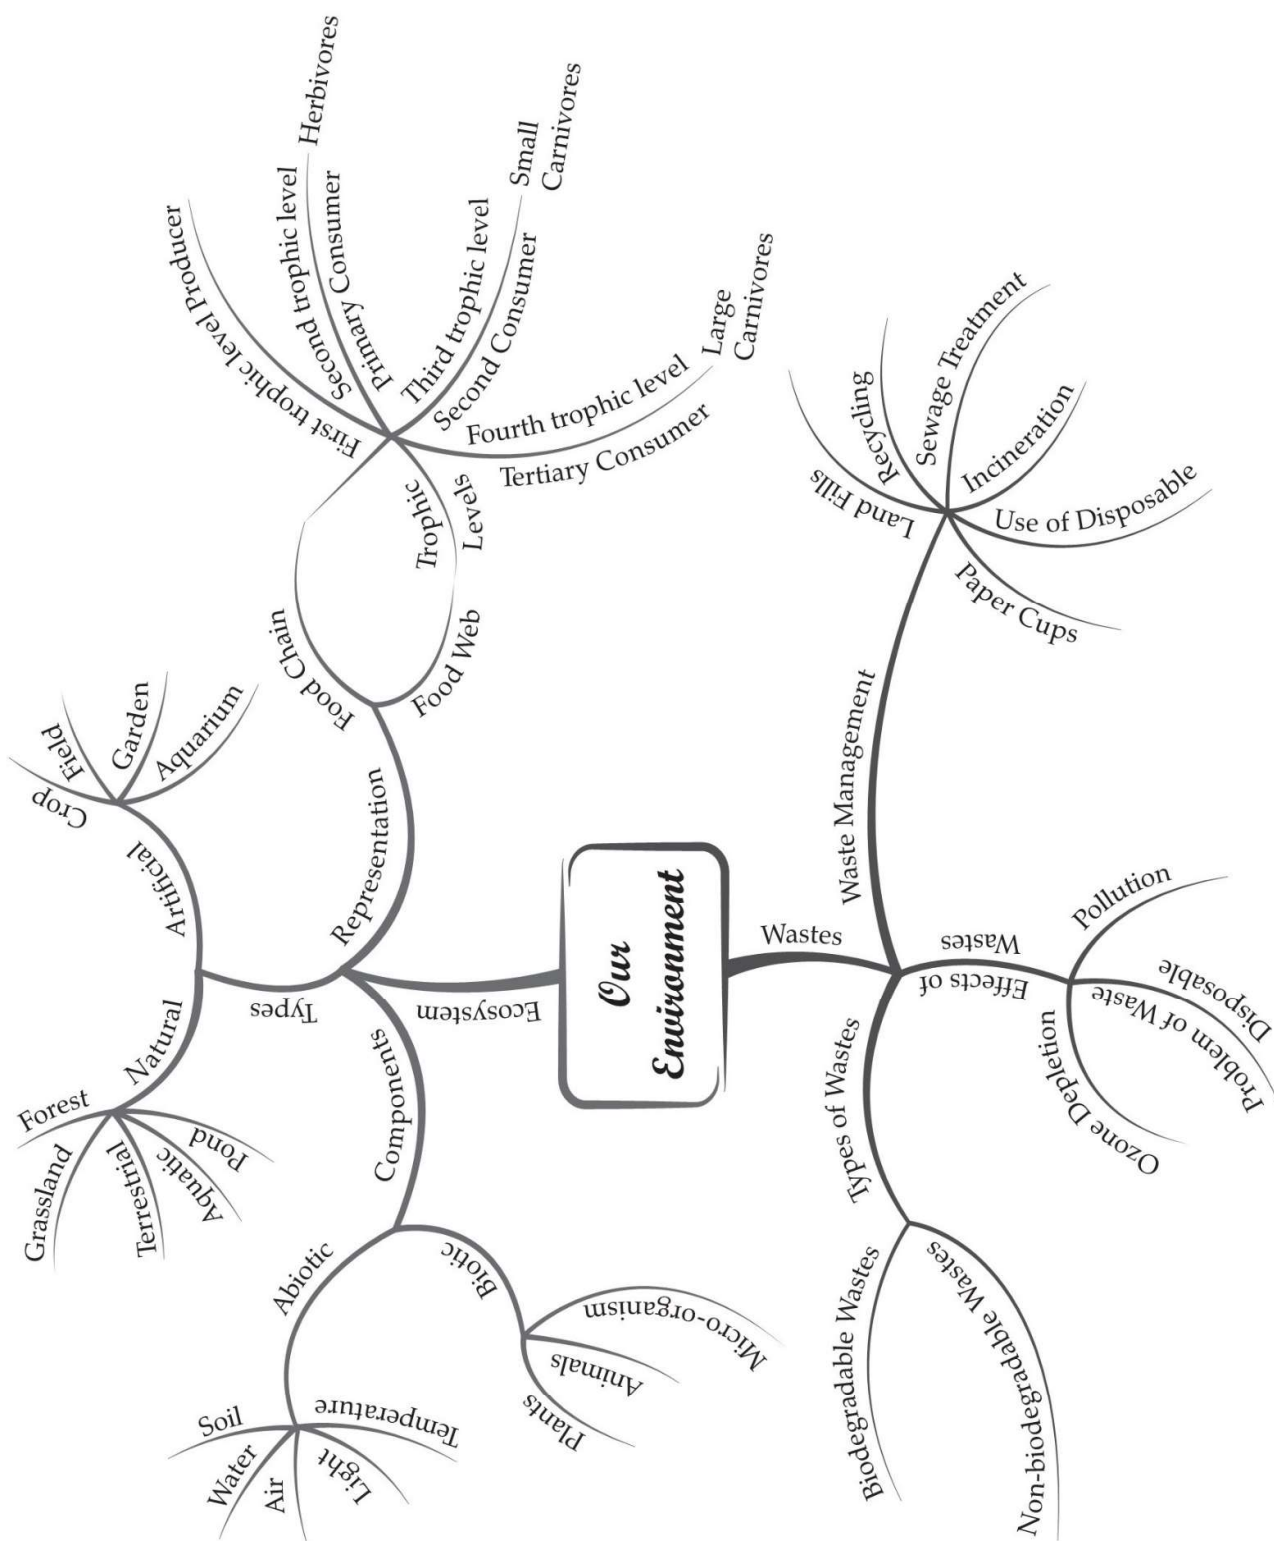 Our
Environment
Ecosystem
Representation
Food Chain
Food Web
Trophic
Levels
First trophic level Producer
Second trophic level
Primary Consumer
Herbivores
Third trophic level
Second Consumer
Small
Carnivores
Fourth trophic level
Tertiary Consumer
Large
Carnivores
Types
Artificial
Crop
Field
Garden
Aquarium
Natural
Forest
Grassland
Terrestrial
Aquatic
Pond
Components
Abiotic
Soil
Water
Air
Light
Temperature
Biotic
Plants
Animals
Micro-organism
Wastes
Waste Management
Land Fills
Recycling
Sewage Treatment
Incineration
Use of Disposable
Paper Cups
Effects of
Wastes
Pollution
Problem of Waste
Disposable
Ozone Depletion
Types of Wastes
Biodegradable Wastes
Non-biodegradable Wastes